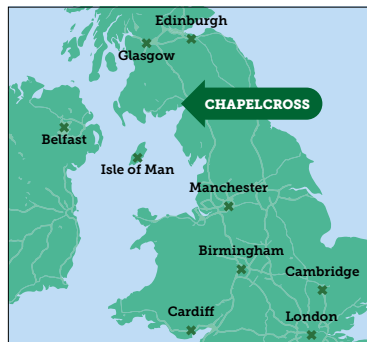 Edinburgh
Glasgow
CHAPELCROSS
Belfast
Isle of Man
Manchester
Birmingham
Cambridge
Cardiff
London